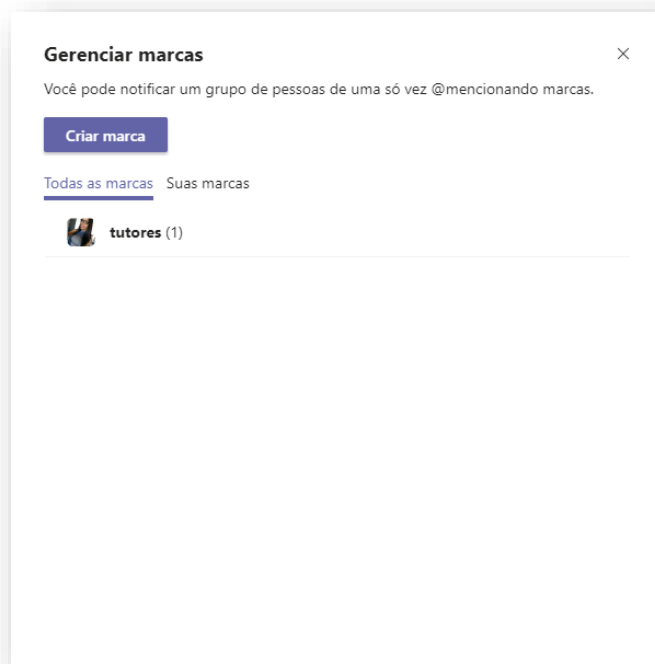 Gerenciar marcas
Você pode notificar um grupo de pessoas de uma só vez @mencionando marcas.
Criar marca
Todas as marcas Suas marcas
tutores (1)